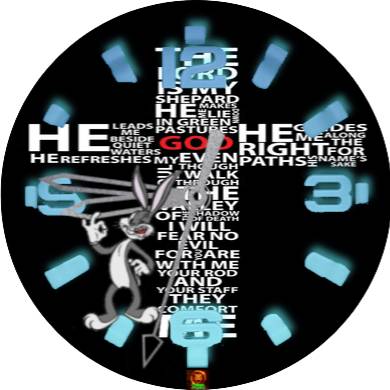 THE
12
LORD
IS MY
SHEPARD
HE MAKES ME LIE DOWN
IN GREEN
PASTURES
HE LEADS ME BESIDE QUIET WATERS
HE REFRESHES MY
GOD
HE GUIDES ME ALONG THE
RIGHT FOR
PATHS HIS NAME'S SAKE
EVEN
THOUGH
I WALK
THROUGH
THE
VALLEY
9
3
OF THE SHADOW OF DEATH
I WILL
FEAR NO
EVIL
FOR YOU ARE
WITH ME
YOUR ROD
AND
YOUR STAFF
THEY
COMFORT
ME
6